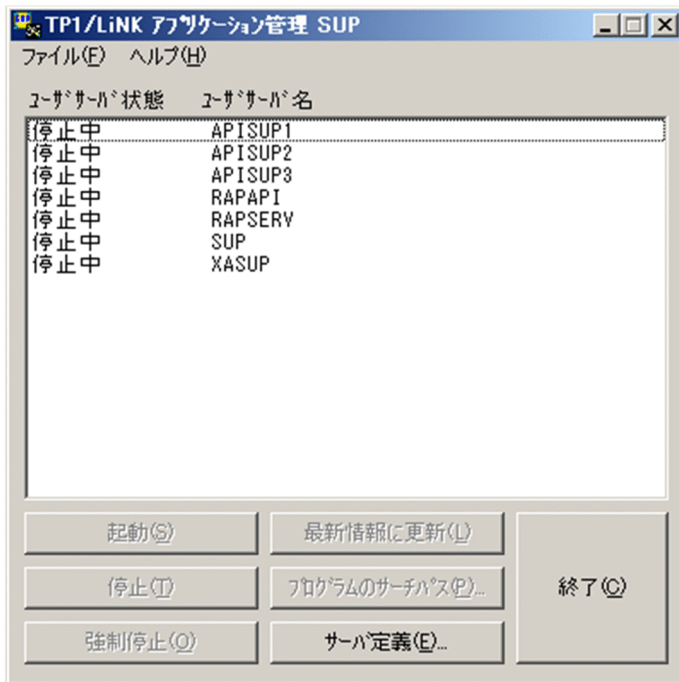 TP1/LiNK ｱﾌﾟﾘｹｰｼｮﾝ管理 SUP
ファイル(F) ヘルプ(H)
ﾕｰｻﾞｻｰﾊﾞ状態 ﾕｰｻﾞｻｰﾊﾞ名
停止中 APISUP1
停止中 APISUP2
停止中 APISUP3
停止中 RAPAPI
停止中 RAPSERV
停止中 SUP
停止中 XASUP
起動(S) 最新情報に更新(L)
停止(T) ﾌﾟﾛｸﾞﾗﾑのｻｰﾁﾊﾟｽ(P)...
終了(C)
強制停止(O) ｻｰﾊﾞ定義(E)...